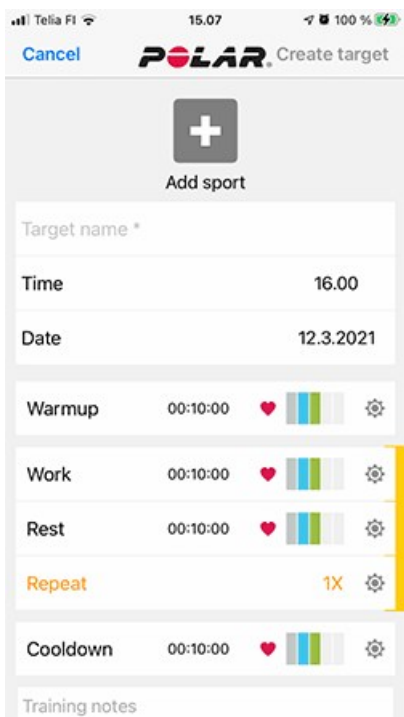 Telia FI 15.07 100 %
Cancel POLAR. Create target
Add sport
Target name *
Time 16.00
Date 12.3.2021
Warmup 00:10:00
Work 00:10:00
Rest 00:10:00
Repeat 1X
Cooldown 00:10:00
Training notes